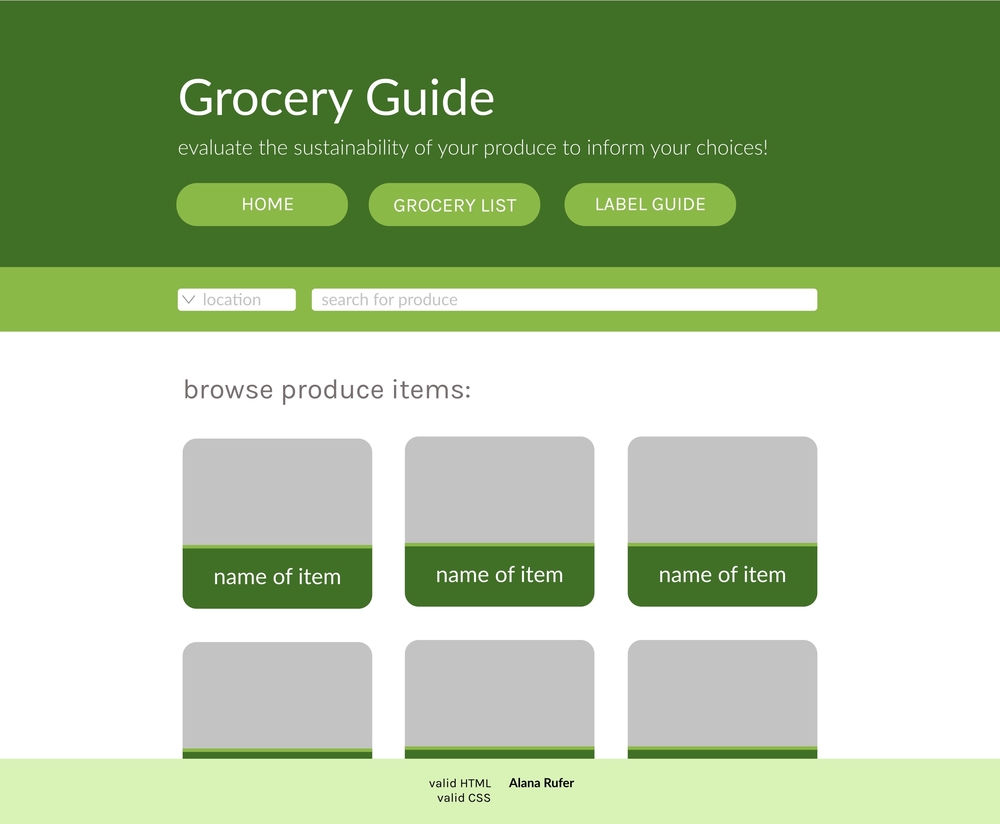 Grocery Guide
evaluate the sustainability of your produce to inform your choices!
HOME GROCERY LIST LABEL GUIDE
location search for produce
browse produce items:
name of item name of item name of item
valid HTML Alana Rufer
valid CSS